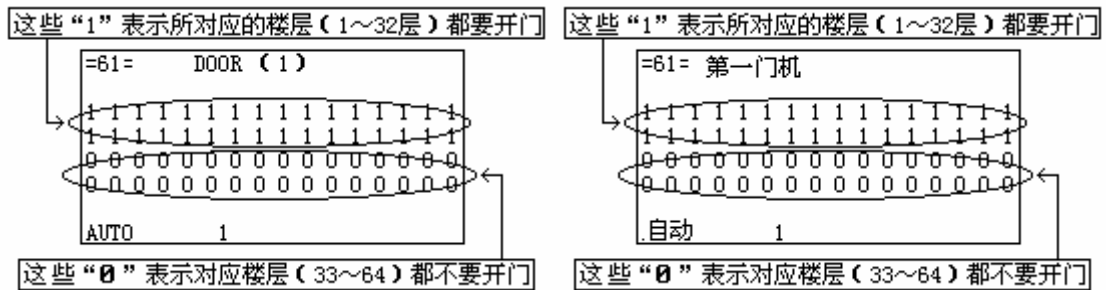 这些“1”表示所对应的楼层(1～32层)都要开门
=61= DOOR (1)
1 1 1 1 1 1 1 1 1 1 1 1 1 1 1 1
1 1 1 1 1 1 1 1 1 1 1 1 1 1 1 1
0 0 0 0 0 0 0 0 0 0 0 0 0 0 0 0
0 0 0 0 0 0 0 0 0 0 0 0 0 0 0 0
AUTO 1
这些“0”表示对应楼层(33～64)都不要开门
这些“1”表示所对应的楼层(1～32层)都要开门
=61= 第一门机
1 1 1 1 1 1 1 1 1 1 1 1 1 1 1 1
1 1 1 1 1 1 1 1 1 1 1 1 1 1 1 1
0 0 0 0 0 0 0 0 0 0 0 0 0 0 0 0
0 0 0 0 0 0 0 0 0 0 0 0 0 0 0 0
.自动 1
这些“0”表示对应楼层(33～64)都不要开门